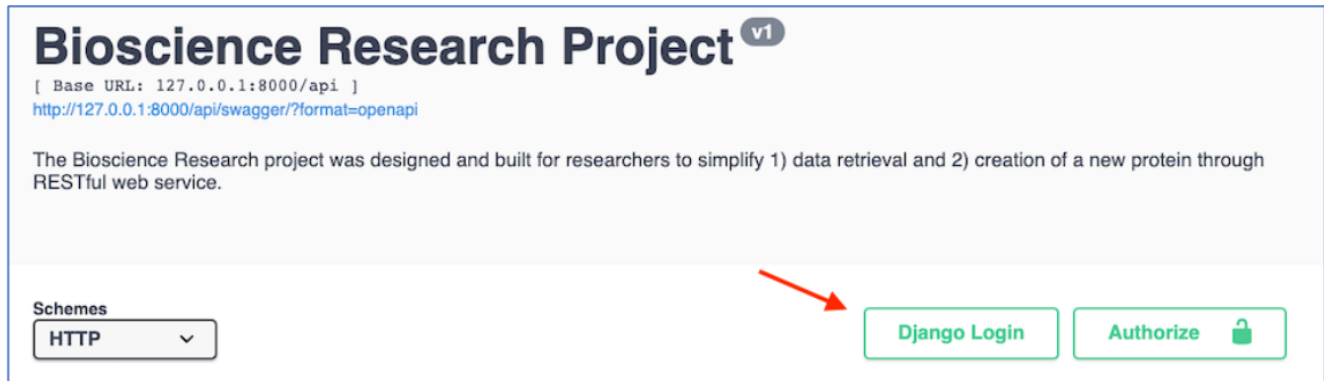 Bioscience Research Project v1
[ Base URL: 127.0.0.1:8000/api ]
http://127.0.0.1:8000/api/swagger/?format=openapi
The Bioscience Research project was designed and built for researchers to simplify 1) data retrieval and 2) creation of a new protein through
RESTful web service.
Schemes
HTTP
Django Login
Authorize